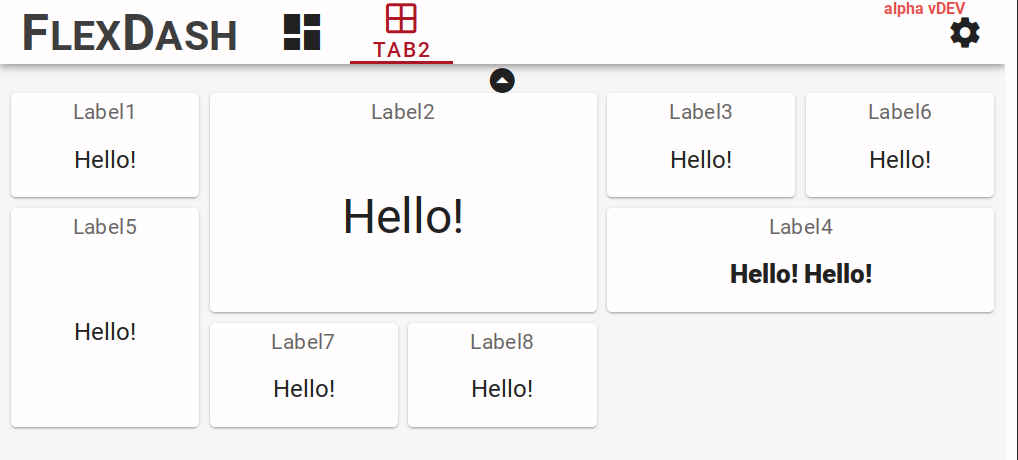 FLEXDASH
TAB2
alpha vDEV
Label1
Hello!
Label2
Hello!
Label3
Hello!
Label6
Hello!
Label5
Hello!
Label4
Hello! Hello!
Label7
Hello!
Label8
Hello!